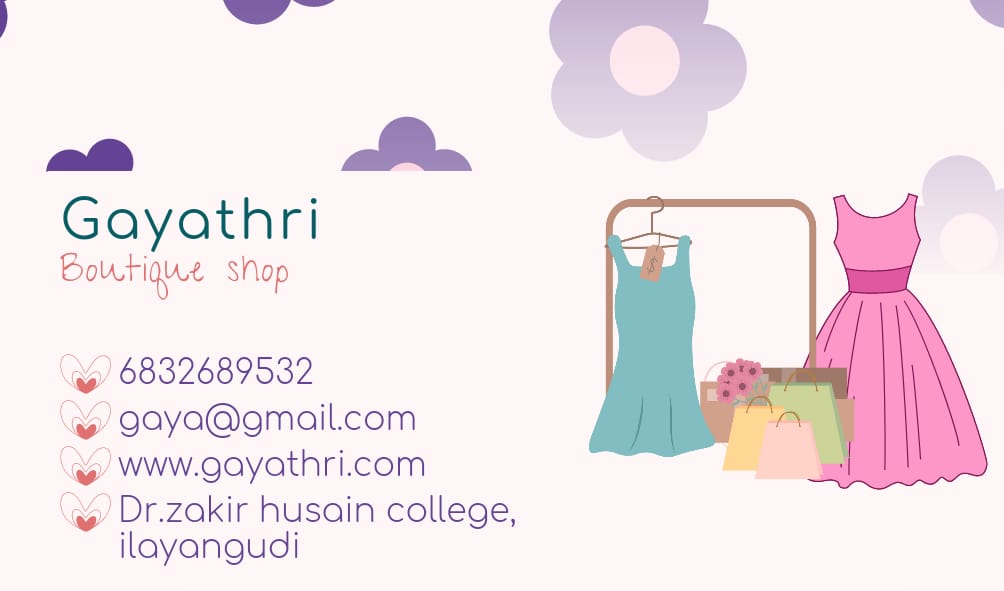 Gayathri
Boutique shop
$
6832689532
gaya@gmail.com
www.gayathri.com
Dr.zakir husain college,
ilayangudi